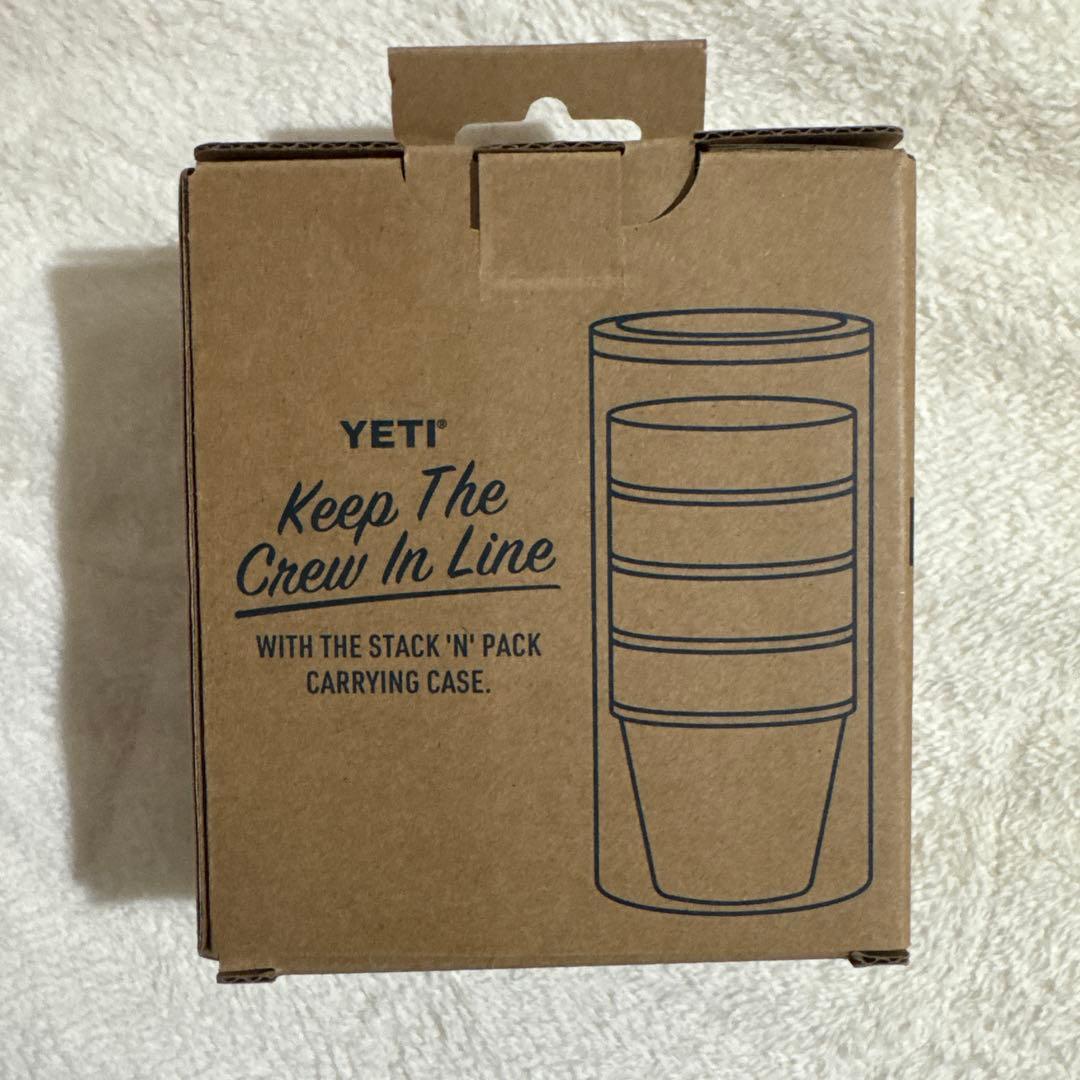 YETI®
Keep The
Crew In Line
WITH THE STACK 'N' PACK
CARRYING CASE.